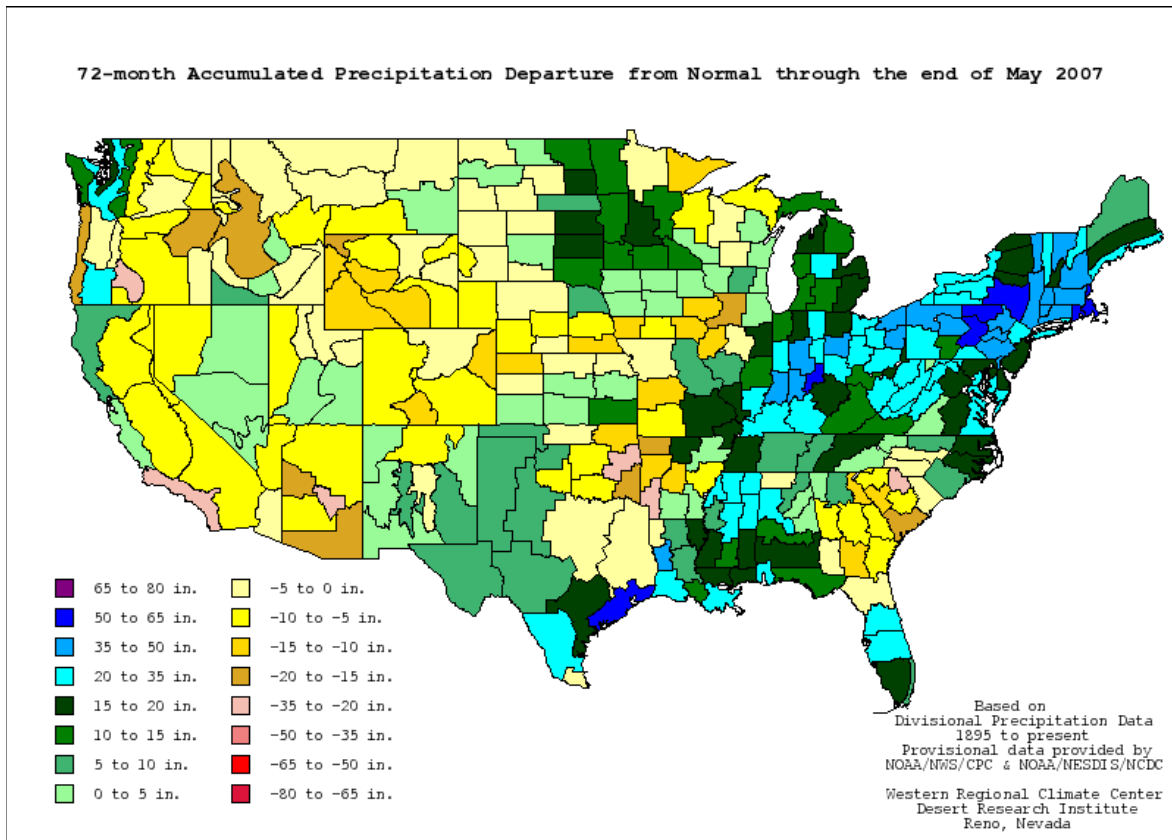 72-month Accumulated Precipitation Departure from Normal through the end of May 2007
65 to 80 in.
50 to 65 in.
35 to 50 in.
20 to 35 in.
15 to 20 in.
10 to 15 in.
5 to 10 in.
0 to 5 in.
-5 to 0 in.
-10 to -5 in.
-15 to -10 in.
-20 to -15 in.
-35 to -20 in.
-50 to -35 in.
-65 to -50 in.
-80 to -65 in.
Based on
Divisional Precipitation Data
1895 to present
Provisional data provided by
NOAA/NWS/CPC & NOAA/NESDIS/NCDC
Western Regional Climate Center
Desert Research Institute
Reno, Nevada